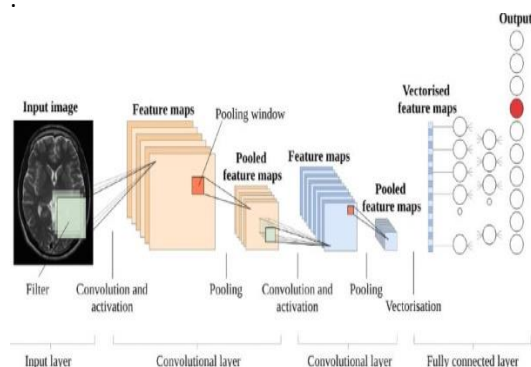 Output
Input image
Feature maps
Pooling window
Pooled
feature maps
Feature maps
Pooled
feature maps
Vectorised
feature maps
Filter
Convolution and
activation
Pooling
Convolution and
activation
Pooling
Vectorisation
Input layer
Convolutional layer
Convolutional layer
Fully connected layer